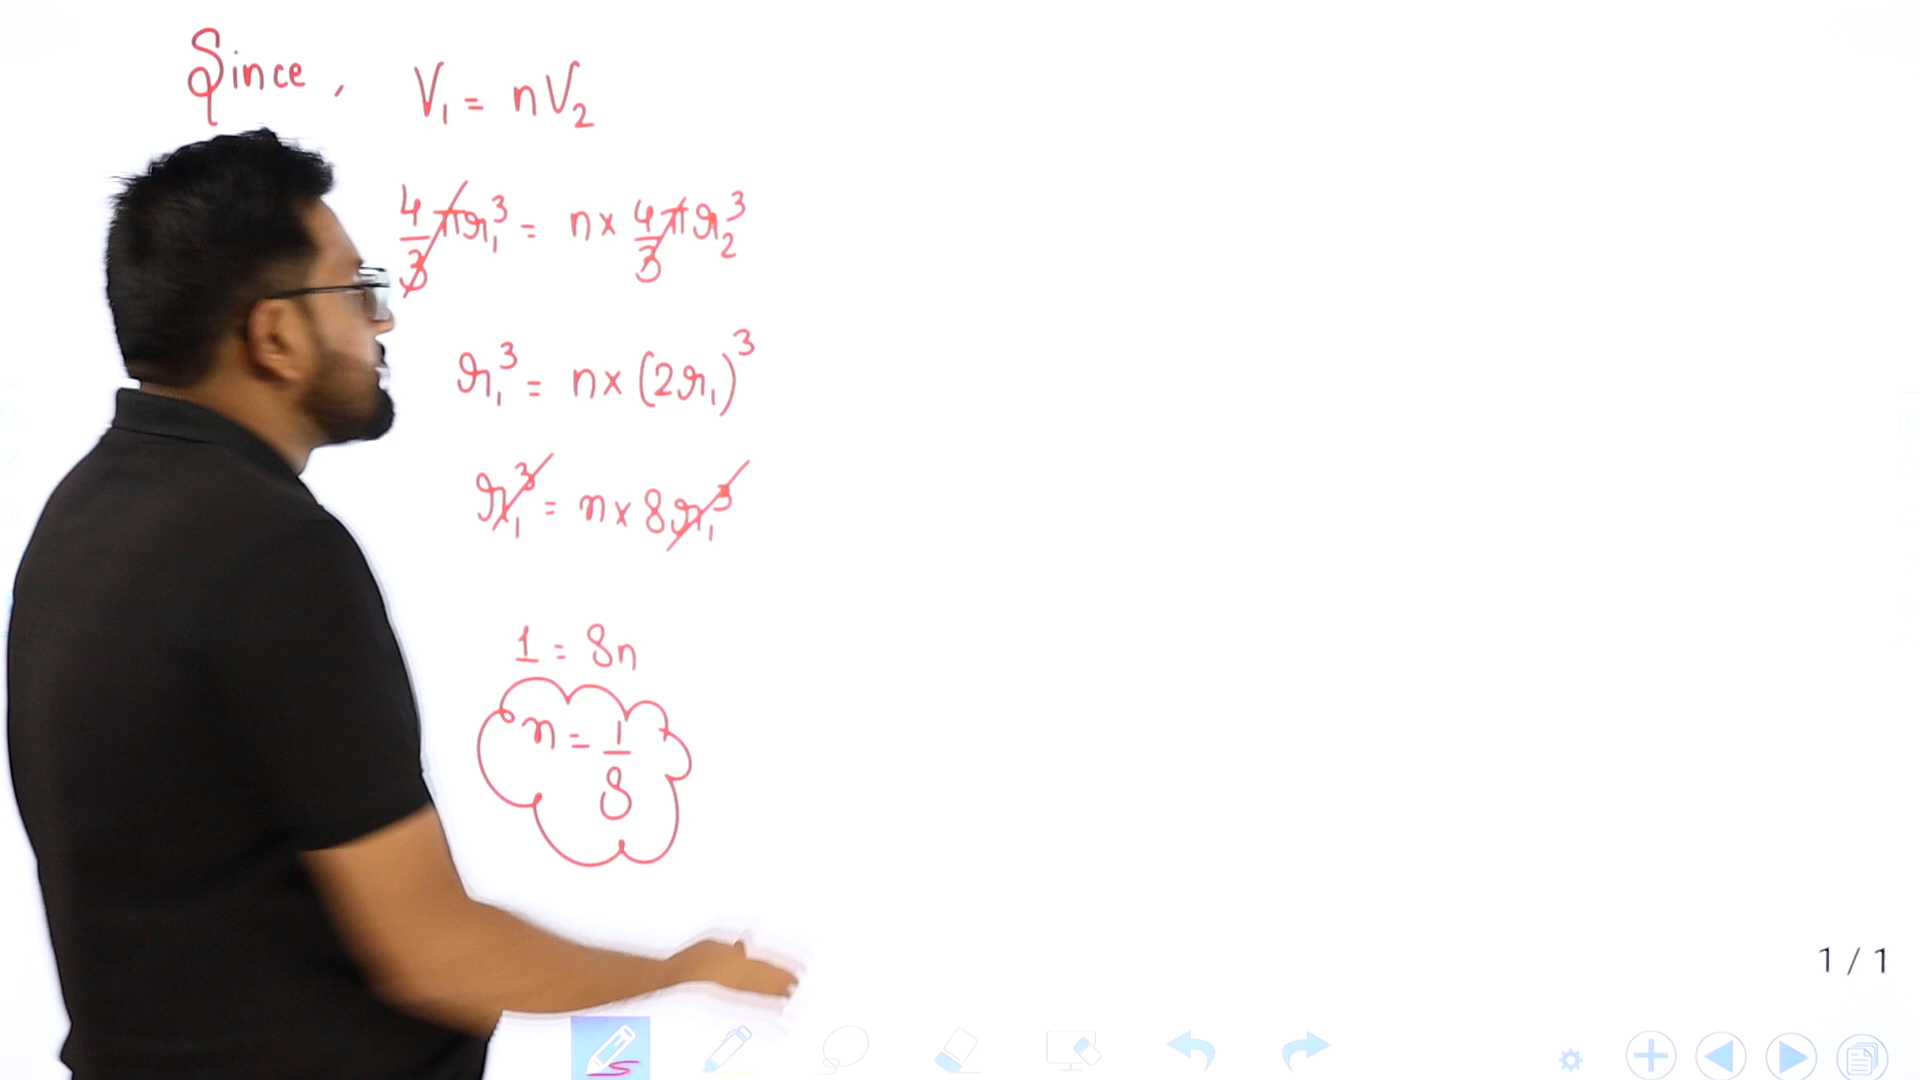 Since, V₁ = nV₂
4/3 πr₁³ = n × 4/3 πr₂³
r₁³ = n × (2r₁)³
r₁³ = n × 8r₁³
1 = 8n
n = 1/8
1 / 1